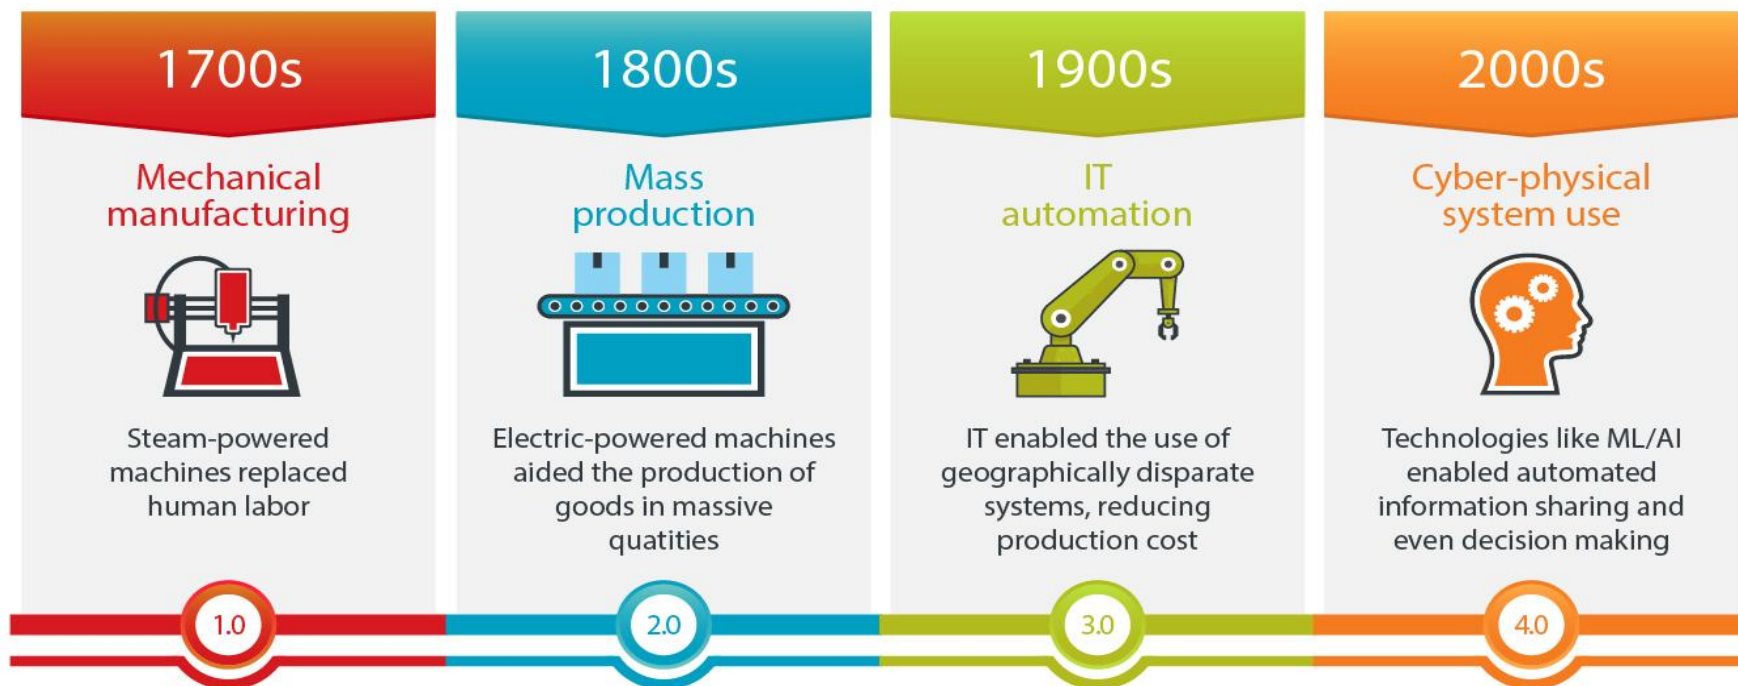 1700s
Mechanical
manufacturing
Steam-powered
machines replaced
human labor
1.0
1800s
Mass
production
Electric-powered machines
aided the production of
goods in massive
quatities
2.0
1900s
IT
automation
IT enabled the use of
geographically disparate
systems, reducing
production cost
3.0
2000s
Cyber-physical
system use
Technologies like ML/AI
enabled automated
information sharing and
even decision making
4.0